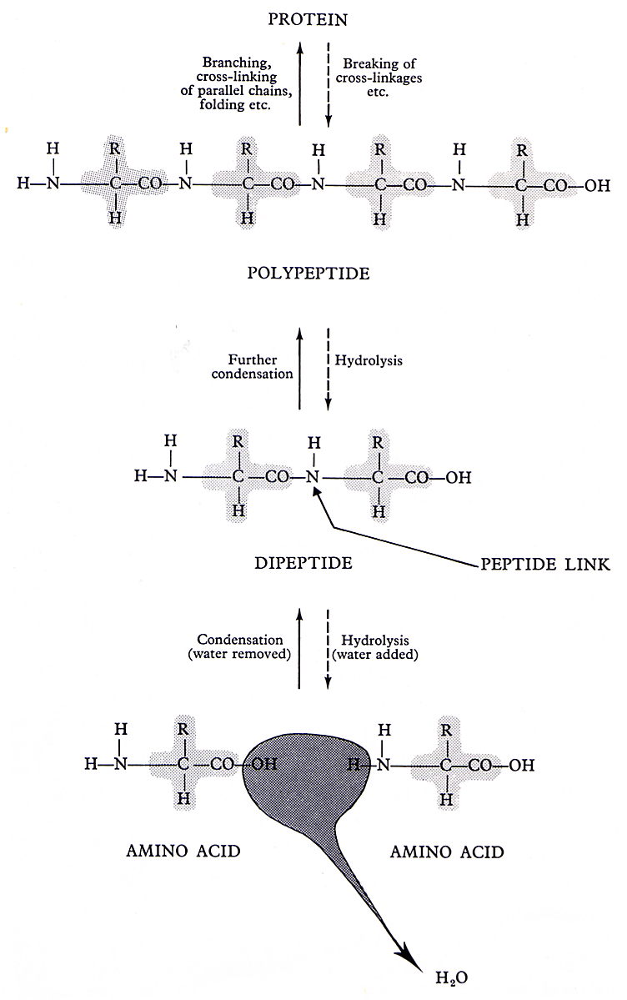 PROTEIN
Branching,
cross-linking
of parallel chains,
folding etc.
Breaking of
cross-linkages
etc.
H R H R H R H R
H—N—C—CO—N—C—CO—N—C—CO—N—C—CO—OH
H H H H
POLYPEPTIDE
Further
condensation
Hydrolysis
H R H R
H—N—C—CO—N—C—CO—OH
H H
DIPEPTIDE
PEPTIDE LINK
Condensation
(water removed)
Hydrolysis
(water added)
H R H R
H—N—C—CO—OH H—N—C—CO—OH
H H
AMINO ACID AMINO ACID
H₂O